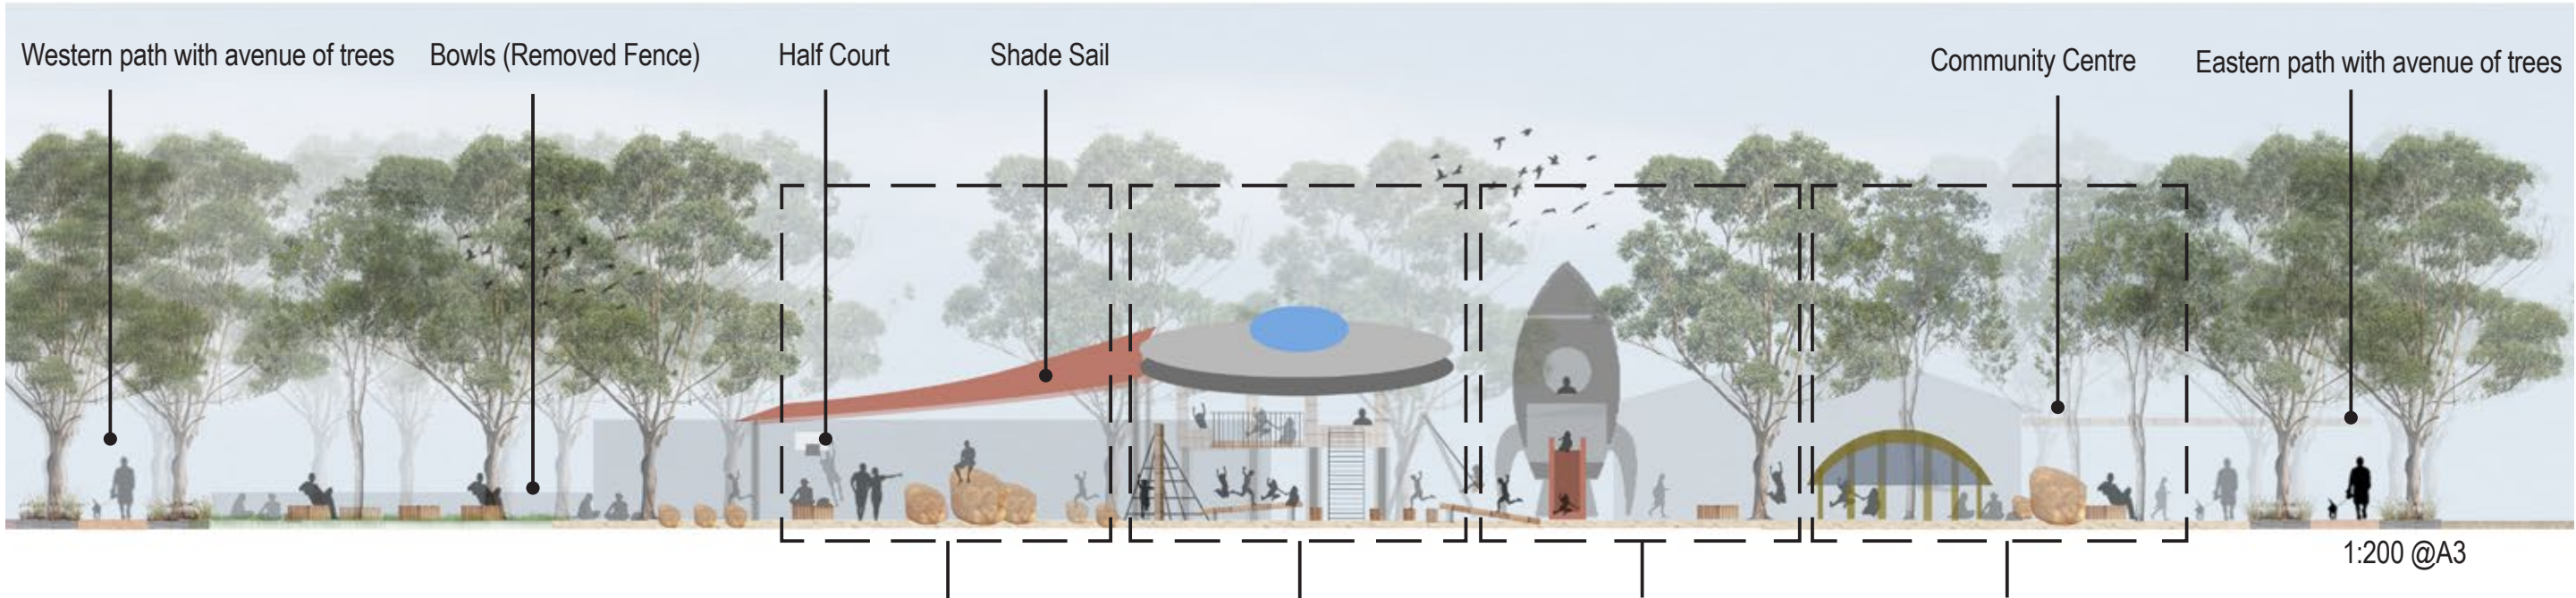 Western path with avenue of trees
Bowls (Removed Fence)
Half Court
Shade Sail
Community Centre
Eastern path with avenue of trees
1:200 @A3